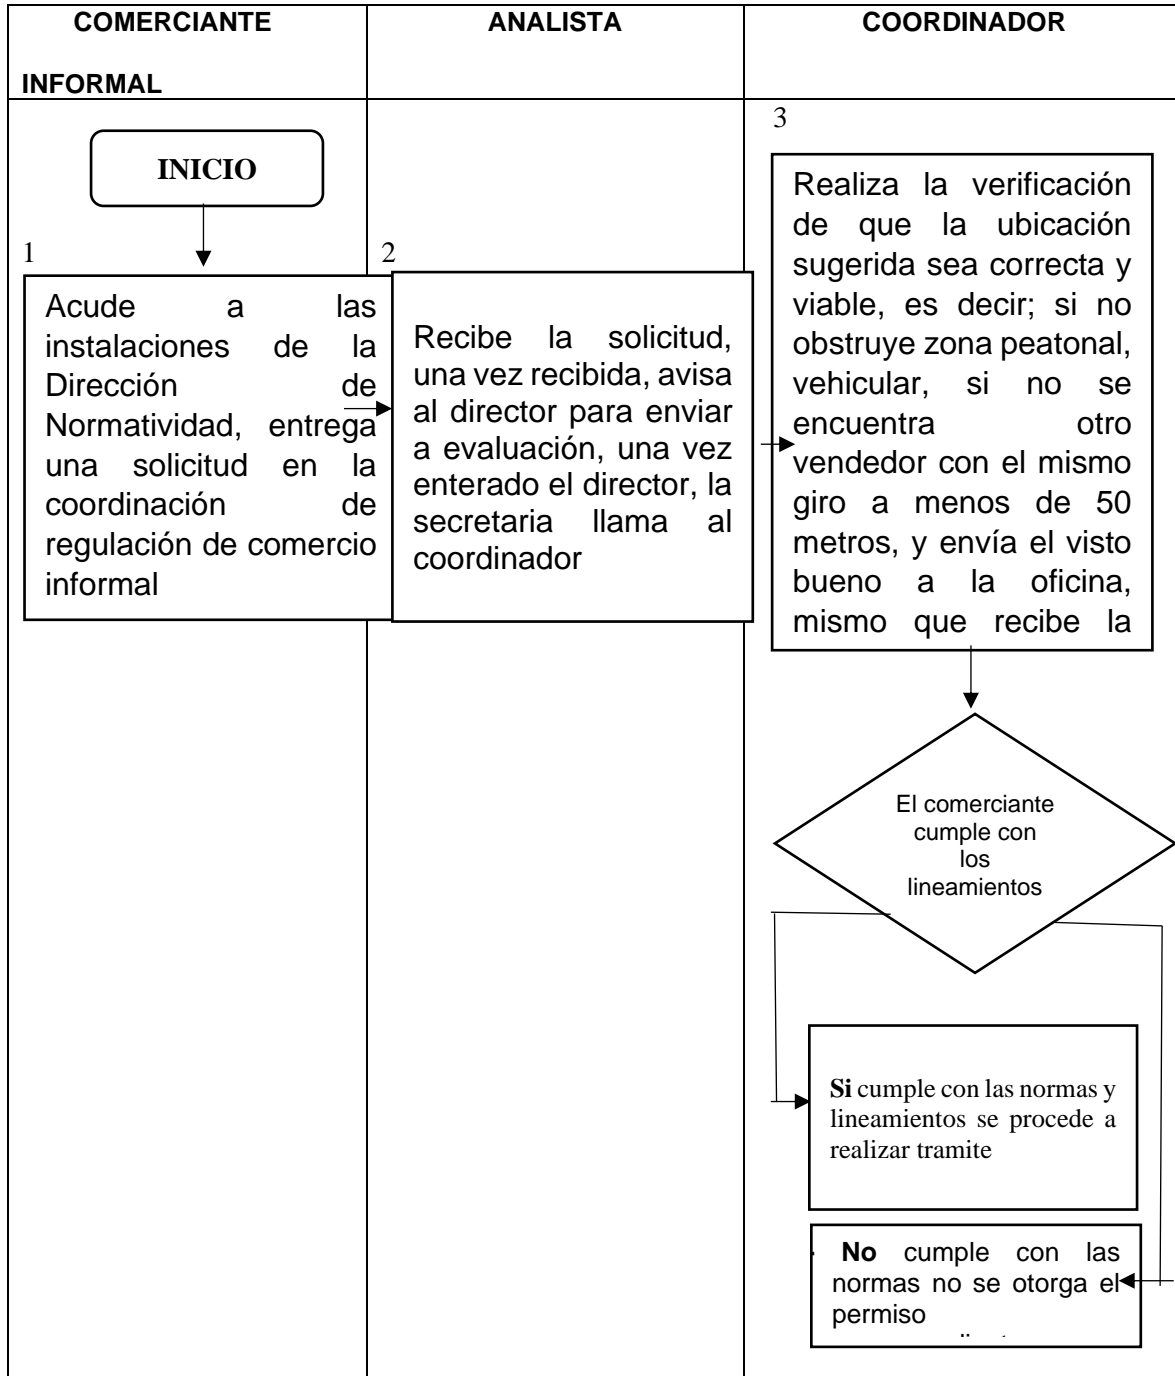 COMERCIANTE
INFORMAL
ANALISTA
COORDINADOR
INICIO
1
Acude a las
instalaciones de la
Dirección de
Normatividad, entrega
una solicitud en la
coordinación de
regulación de comercio
informal
2
Recibe la solicitud,
una vez recibida, avisa
al director para enviar
a evaluación, una vez
enterado el director, la
secretaria llama al
coordinador
3
Realiza la verificación
de que la ubicación
sugerida sea correcta y
viable, es decir; si no
obstruye zona peatonal,
vehicular, si no se
encuentra otro
vendedor con el mismo
giro a menos de 50
metros, y envía el visto
bueno a la oficina,
mismo que recibe la
El comerciante
cumple con
los
lineamientos
Si cumple con las normas y
lineamientos se procede a
realizar tramite
No cumple con las
normas no se otorga el
permiso